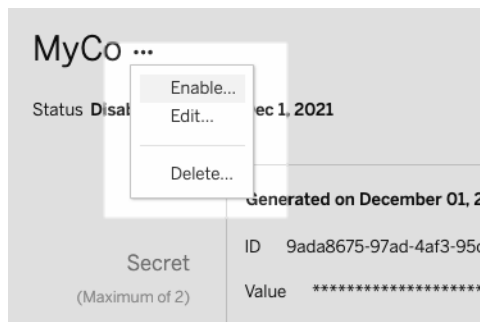 MyCo ...
Enable...
Status Disab ec 1, 2021
Edit...
Delete...
Generated on December 01, 2
ID 9ada8675-97ad-4af3-95
Secret
(Maximum of 2)
Value ********************